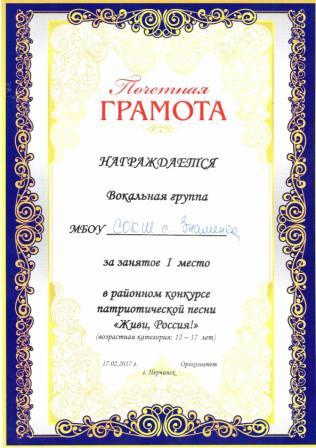 Почетная
ГРАМОТА
НАГРАЖДАЕТСЯ
Вокальная группа
МБОУ СОШ с. Знаменка
за занятое I место
в районном конкурсе
патриотической песни
«Живи, Россия!»
(возрастная категория: 12 – 17 лет)
17.02.2017 г. Оргкомитет
г. Нерчинск